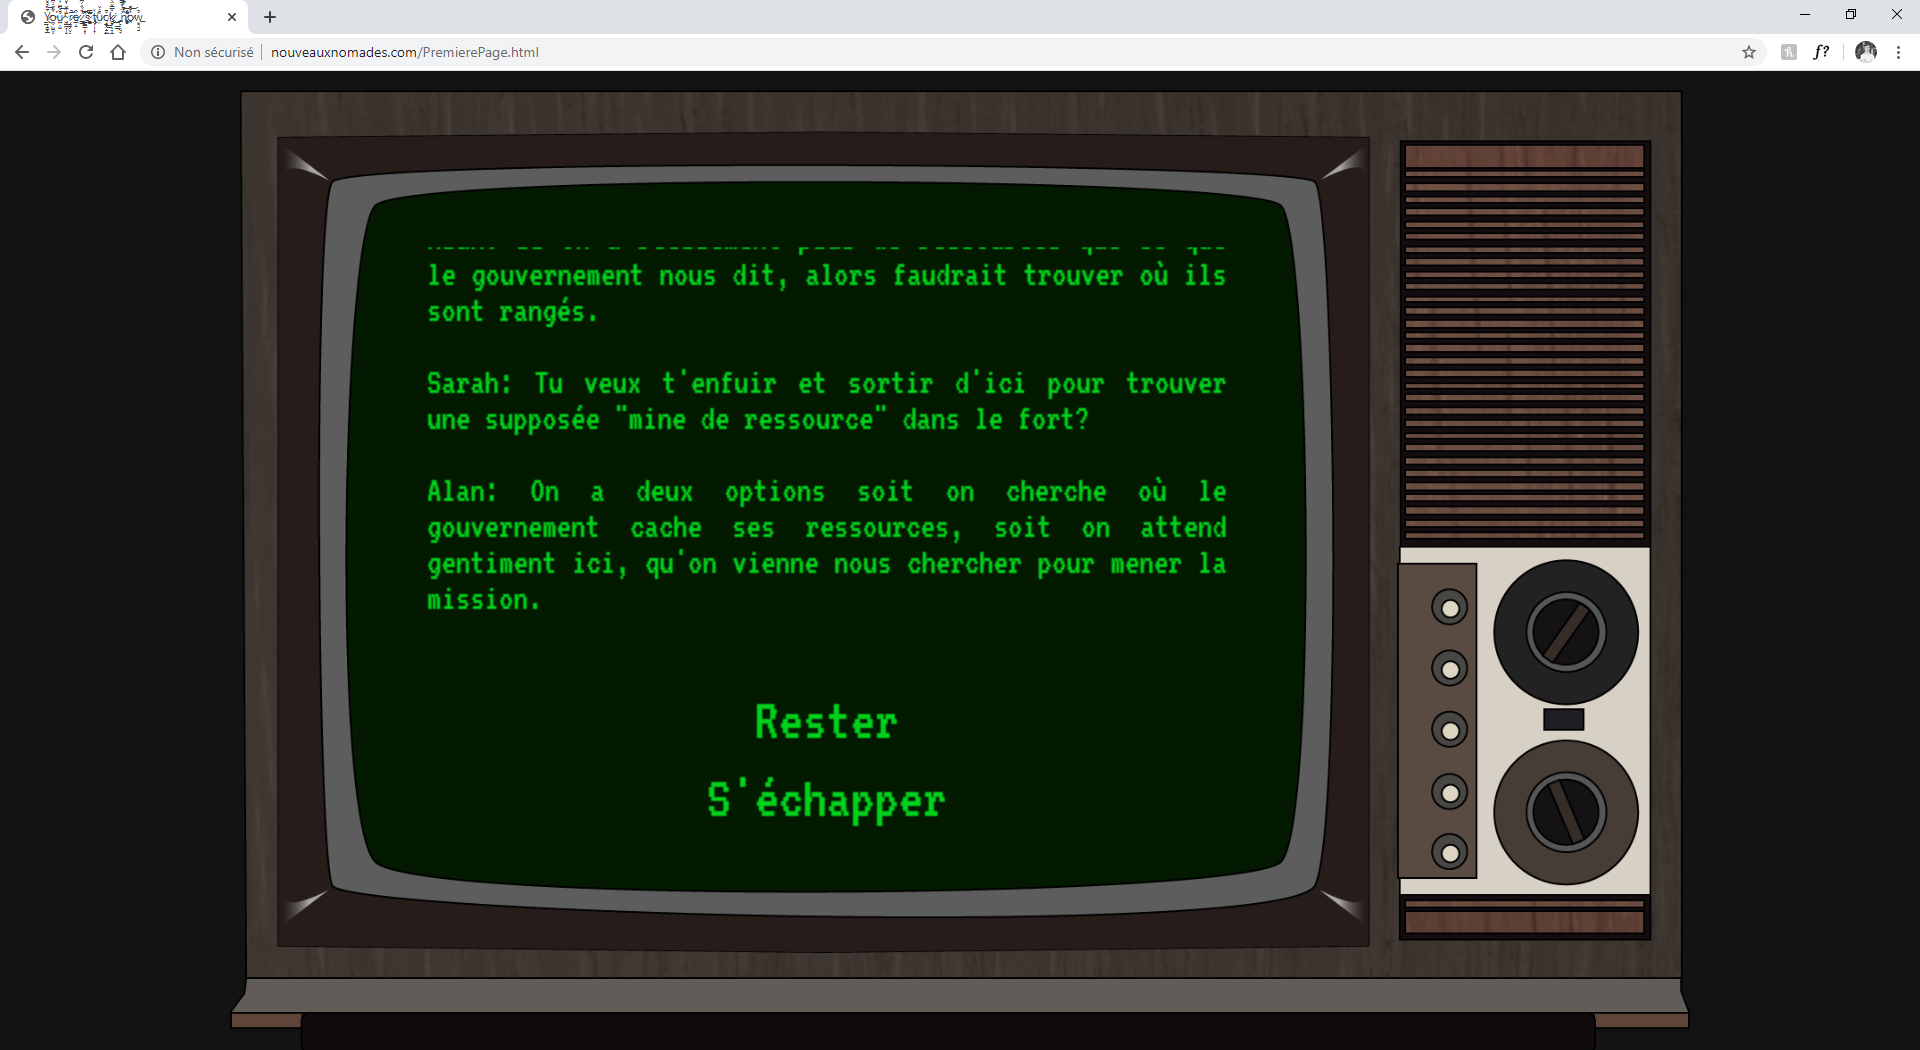 You're stuck now
Non sécurisé
nouveauxnomades.com/PremierePage.html
f?
le gouvernement nous dit, alors faudrait trouver où ils
sont rangés.
Sarah: Tu veux t'enfuir et sortir d'ici pour trouver
une supposée "mine de ressource" dans le fort?
Alan: On a deux options soit on cherche où le
gouvernement cache ses ressources, soit on attend
gentiment ici, qu'on vienne nous chercher pour mener la
mission.
Rester
S'échapper